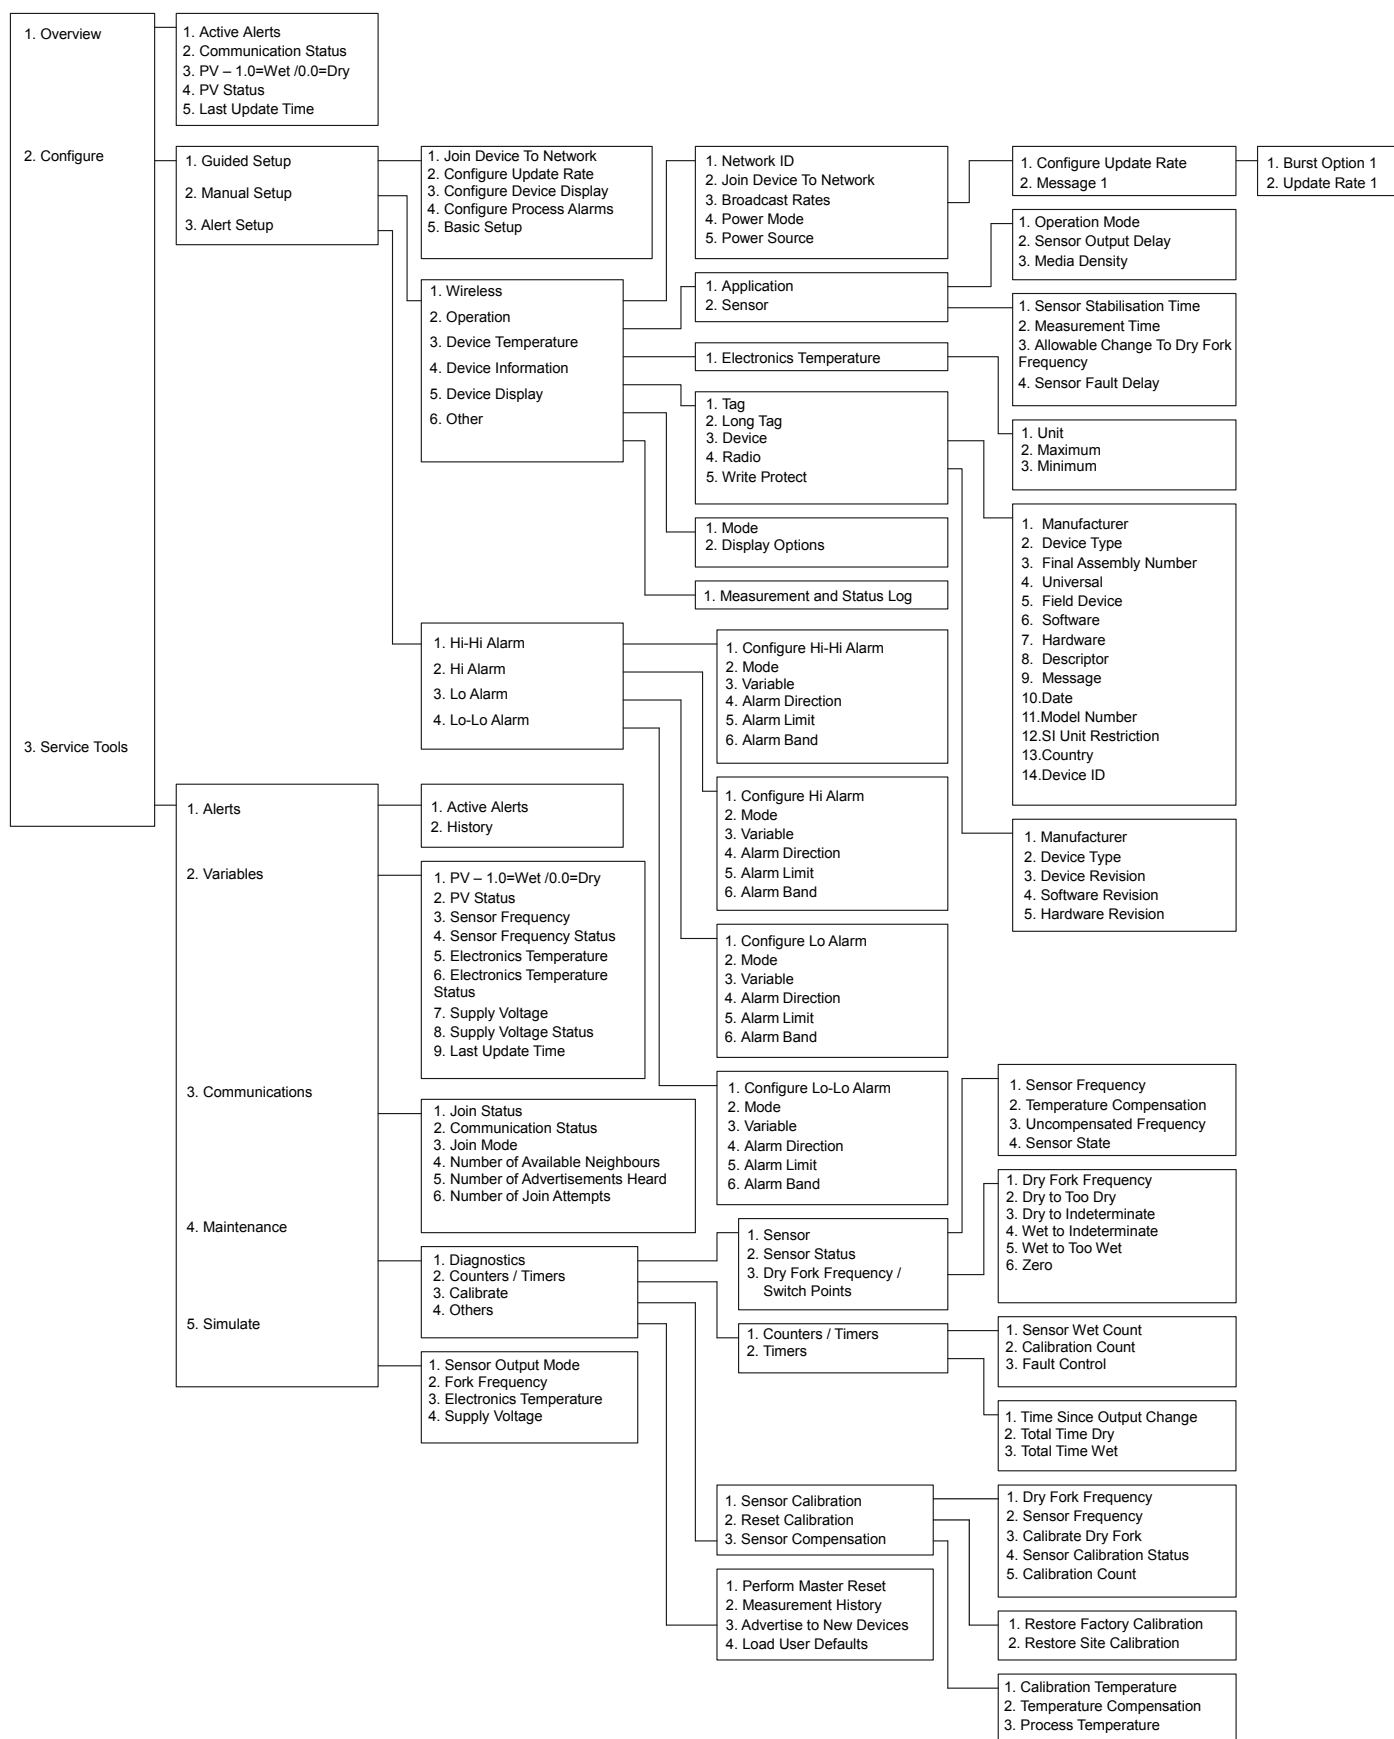 1. Overview
2. Configure
3. Service Tools
1. Active Alerts
2. Communication Status
3. PV – 1.0=Wet /0.0=Dry
4. PV Status
5. Last Update Time
1. Guided Setup
2. Manual Setup
3. Alert Setup
1. Join Device To Network
2. Configure Update Rate
3. Configure Device Display
4. Configure Process Alarms
5. Basic Setup
1. Wireless
2. Operation
3. Device Temperature
4. Device Information
5. Device Display
6. Other
1. Network ID
2. Join Device To Network
3. Broadcast Rates
4. Power Mode
5. Power Source
1. Configure Update Rate
2. Message 1
1. Burst Option 1
2. Update Rate 1
1. Application
2. Sensor
1. Operation Mode
2. Sensor Output Delay
3. Media Density
1. Sensor Stabilisation Time
2. Measurement Time
3. Allowable Change To Dry Fork
Frequency
4. Sensor Fault Delay
1. Electronics Temperature
1. Unit
2. Maximum
3. Minimum
1. Tag
2. Long Tag
3. Device
4. Radio
5. Write Protect
1. Manufacturer
2. Device Type
3. Final Assembly Number
4. Universal
5. Field Device
6. Software
7. Hardware
8. Descriptor
9. Message
10.Date
11.Model Number
12.SI Unit Restriction
13.Country
14.Device ID
1. Manufacturer
2. Device Type
3. Device Revision
4. Software Revision
5. Hardware Revision
1. Mode
2. Display Options
1. Measurement and Status Log
1. Hi-Hi Alarm
2. Hi Alarm
3. Lo Alarm
4. Lo-Lo Alarm
1. Configure Hi-Hi Alarm
2. Mode
3. Variable
4. Alarm Direction
5. Alarm Limit
6. Alarm Band
1. Configure Hi Alarm
2. Mode
3. Variable
4. Alarm Direction
5. Alarm Limit
6. Alarm Band
1. Configure Lo Alarm
2. Mode
3. Variable
4. Alarm Direction
5. Alarm Limit
6. Alarm Band
1. Configure Lo-Lo Alarm
2. Mode
3. Variable
4. Alarm Direction
5. Alarm Limit
6. Alarm Band
1. Alerts
2. Variables
3. Communications
4. Maintenance
5. Simulate
1. Active Alerts
2. History
1. PV – 1.0=Wet /0.0=Dry
2. PV Status
3. Sensor Frequency
4. Sensor Frequency Status
5. Electronics Temperature
6. Electronics Temperature
Status
7. Supply Voltage
8. Supply Voltage Status
9. Last Update Time
1. Join Status
2. Communication Status
3. Join Mode
4. Number of Available Neighbours
5. Number of Advertisements Heard
6. Number of Join Attempts
1. Diagnostics
2. Counters / Timers
3. Calibrate
4. Others
1. Sensor Output Mode
2. Fork Frequency
3. Electronics Temperature
4. Supply Voltage
1. Sensor
2. Sensor Status
3. Dry Fork Frequency /
Switch Points
1. Sensor Frequency
2. Temperature Compensation
3. Uncompensated Frequency
4. Sensor State
1. Dry Fork Frequency
2. Dry to Too Dry
3. Dry to Indeterminate
4. Wet to Indeterminate
5. Wet to Too Wet
6. Zero
1. Counters / Timers
2. Timers
1. Sensor Wet Count
2. Calibration Count
3. Fault Control
1. Time Since Output Change
2. Total Time Dry
3. Total Time Wet
1. Sensor Calibration
2. Reset Calibration
3. Sensor Compensation
1. Dry Fork Frequency
2. Sensor Frequency
3. Calibrate Dry Fork
4. Sensor Calibration Status
5. Calibration Count
1. Restore Factory Calibration
2. Restore Site Calibration
1. Calibration Temperature
2. Temperature Compensation
3. Process Temperature
1. Perform Master Reset
2. Measurement History
3. Advertise to New Devices
4. Load User Defaults